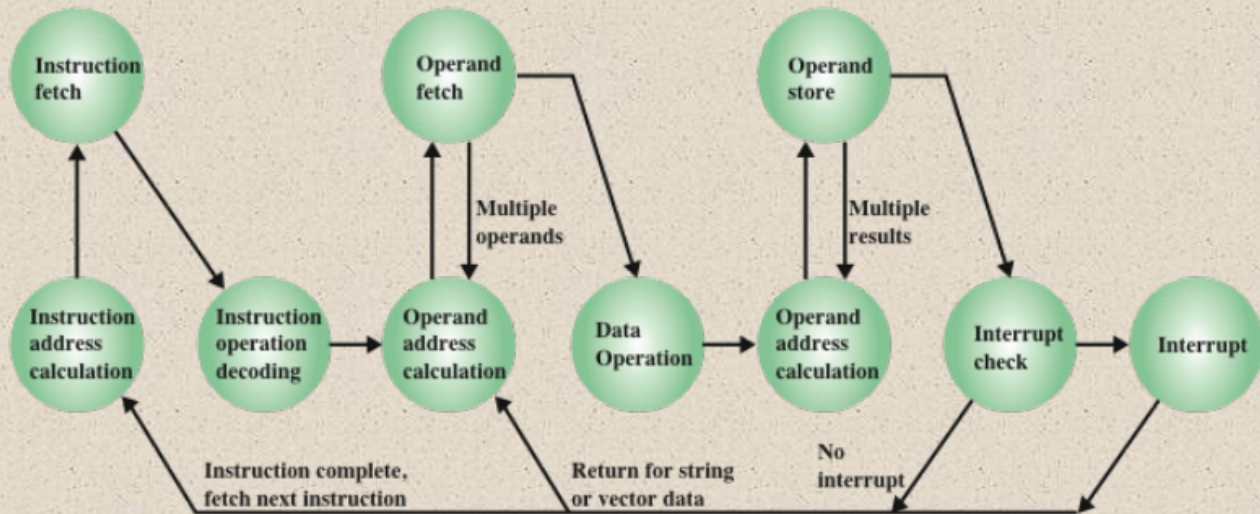 Instruction
fetch
Operand
fetch
Operand
store
Multiple
operands
Multiple
results
Instruction
address
calculation
Instruction
operation
decoding
Operand
address
calculation
Data
Operation
Operand
address
calculation
Interrupt
check
Interrupt
Instruction complete,
fetch next instruction
Return for string
or vector data
No
interrupt